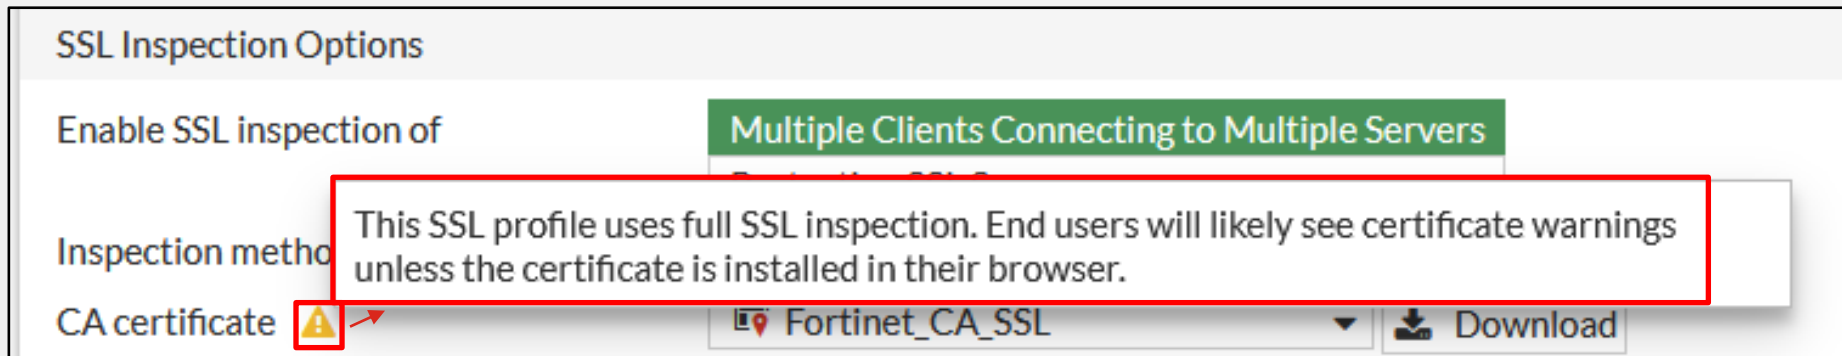 SSL Inspection Options
Enable SSL inspection of
Multiple Clients Connecting to Multiple Servers
This SSL profile uses full SSL inspection. End users will likely see certificate warnings
unless the certificate is installed in their browser.
Inspection metho
CA certificate
Fortinet_CA_SSL
Download